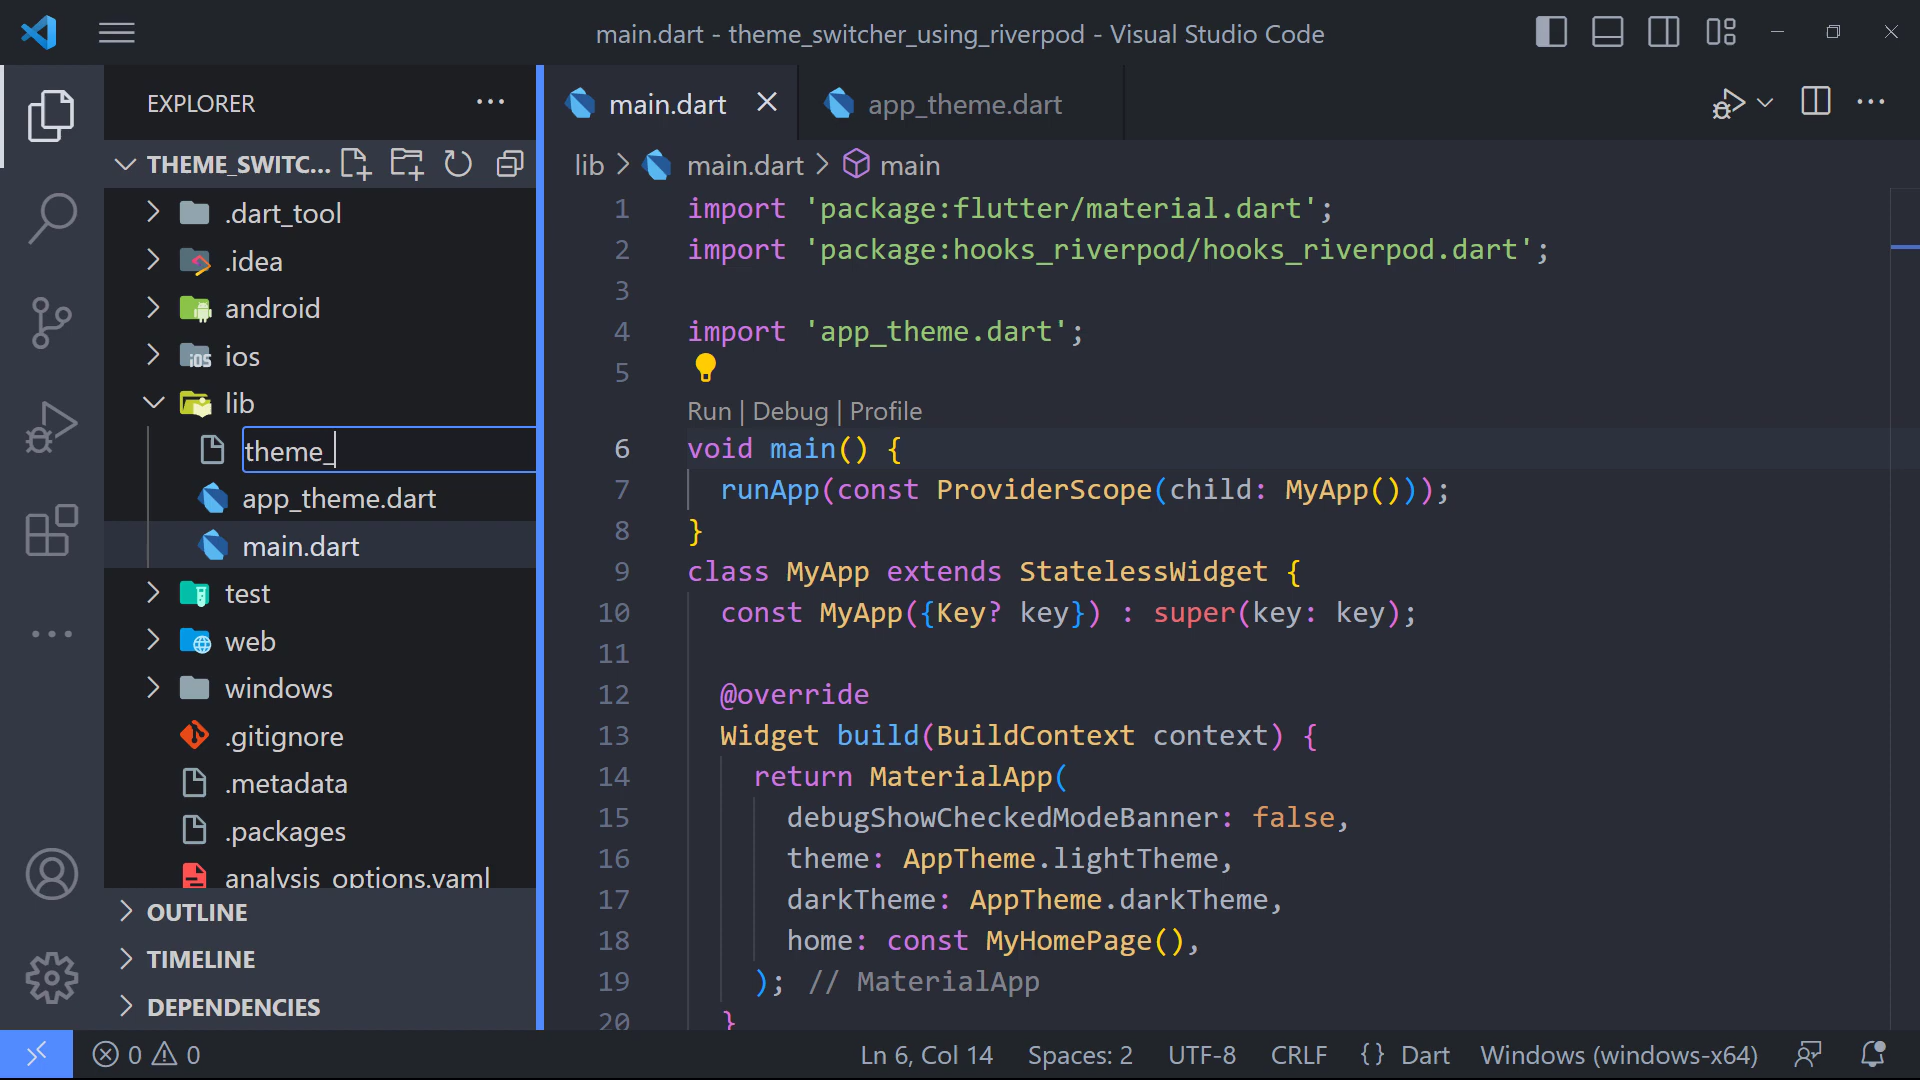 main.dart - theme_switcher_using_riverpod - Visual Studio Code
EXPLORER
THEME_SWITC...
.dart_tool
.idea
android
ios
lib
theme_
app_theme.dart
main.dart
test
web
windows
.gitignore
.metadata
.packages
analysis_options.yaml
OUTLINE
TIMELINE
DEPENDENCIES
main.dart
app_theme.dart
lib > main.dart > main
1 import 'package:flutter/material.dart';
2 import 'package:hooks_riverpod/hooks_riverpod.dart';
3
4 import 'app_theme.dart';
5
Run | Debug | Profile
6 void main() {
7 runApp(const ProviderScope(child: MyApp()));
8 }
9 class MyApp extends StatelessWidget {
10 const MyApp({Key? key}) : super(key: key);
11
12 @override
13 Widget build(BuildContext context) {
14 return MaterialApp(
15 debugShowCheckedModeBanner: false,
16 theme: AppTheme.lightTheme,
17 darkTheme: AppTheme.darkTheme,
18 home: const MyHomePage(),
19 ); // MaterialApp
20 }
0 0 Ln 6, Col 14 Spaces: 2 UTF-8 CRLF {} Dart Windows (windows-x64)